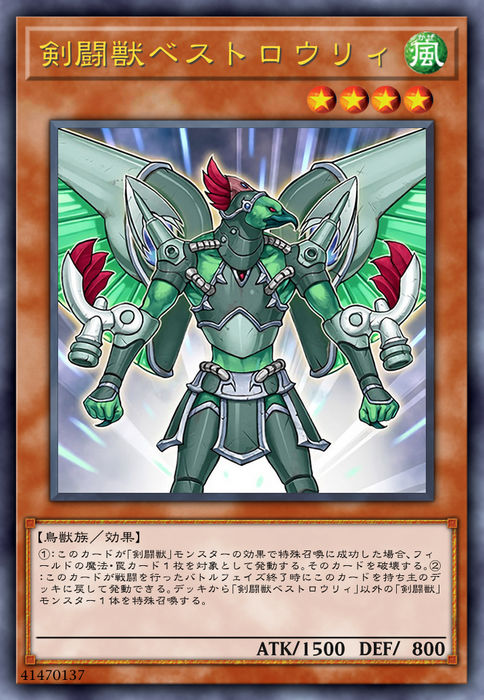 剣闘獣ベストロウリィ
かぜ
風
【鳥獣族／効果】
①:このカードが「剣闘獣」モンスターの効果で特殊召喚に成功した場合、フィ
ールドの魔法・罠カード１枚を対象として発動する。そのカードを破壊する。②
:このカードが戦闘を行ったバトルフェイズ終了時にこのカードを持ち主のデ
ッキに戻して発動できる。デッキから「剣闘獣ベストロウリィ」以外の「剣闘獣」
モンスター１体を特殊召喚する。
ATK/1500 DEF/ 800
41470137